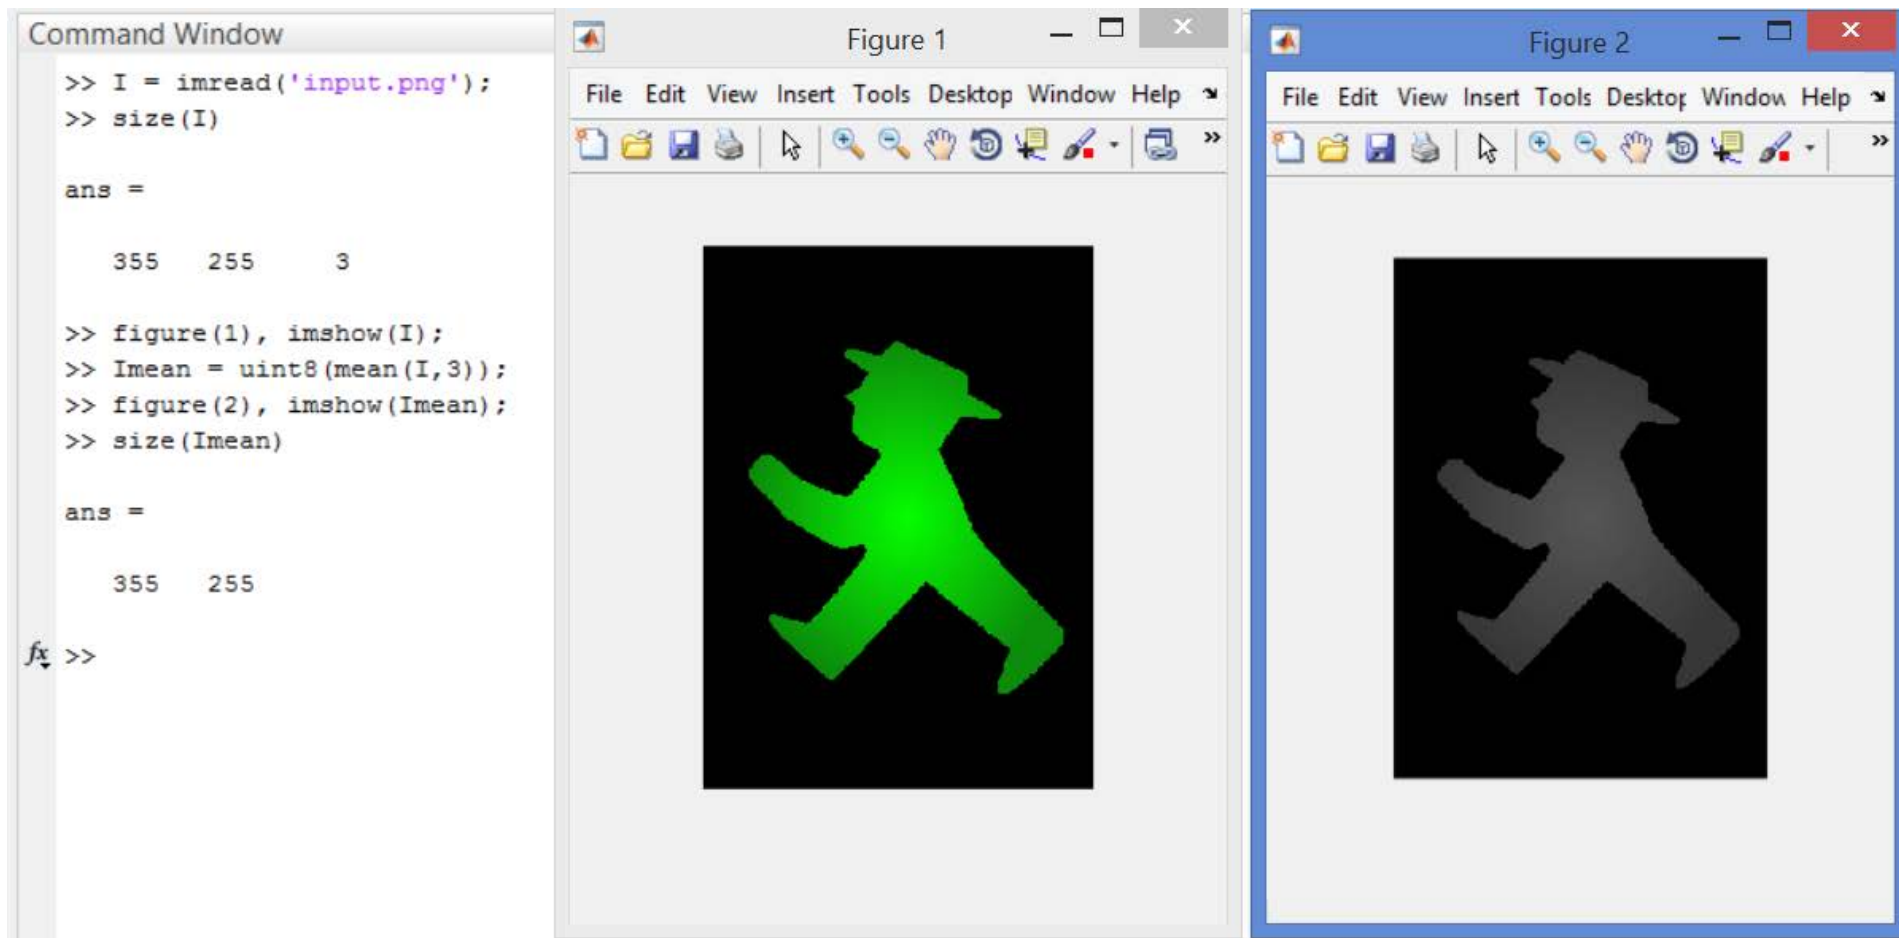 Command Window
>> I = imread('input.png');
>> size(I)
ans =
355 255 3
>> figure(1), imshow(I);
>> Imean = uint8(mean(I,3));
>> figure(2), imshow(Imean);
>> size(Imean)
ans =
355 255
fx >>
Figure 1
File Edit View Insert Tools Desktop Window Help
Figure 2
File Edit View Insert Tools Desktop Window Help